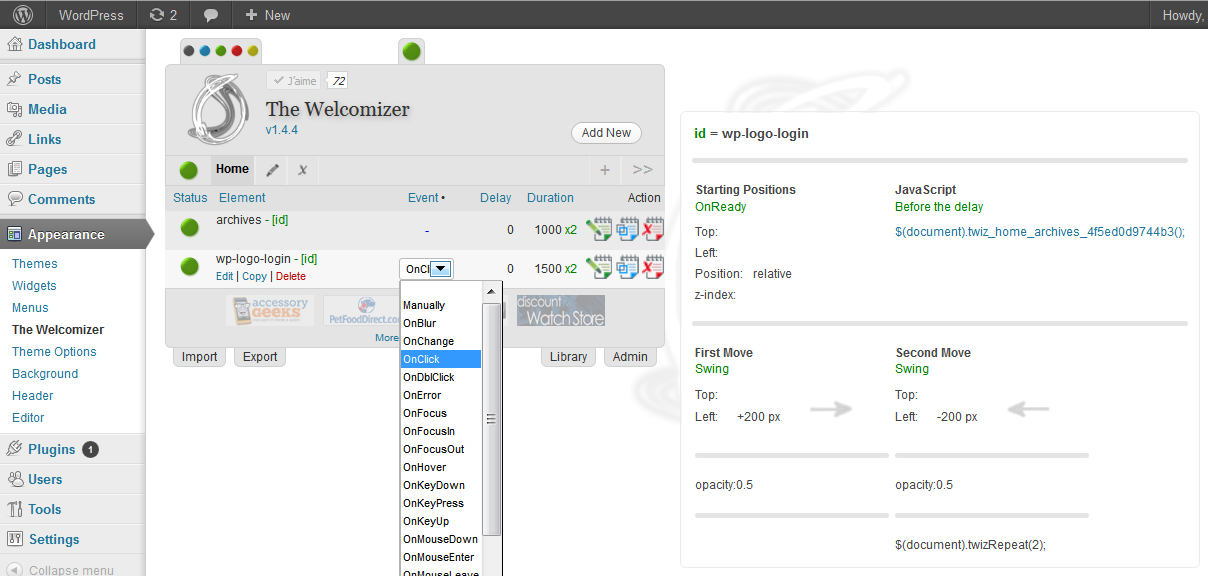 WordPress 2 New Howdy,
Dashboard
Posts
Media
Links
Pages
Comments
Appearance
Themes
Widgets
Menus
The Welcomizer
Theme Options
Background
Header
Editor
Plugins 1
Users
Tools
Settings
Collapse menu
J'aime 72
The Welcomizer
v1.4.4
Add New
Home x + >>
Status Element Event • Delay Duration Action
archives - [id] - 0 1000 x2
wp-logo-login - [id] OnCl 0 1500 x2
Edit | Copy | Delete
accessory
geeks
PetFoodDirect.co
discount
Watch Store
More
Import Export Library Admin
Manually
OnBlur
OnChange
OnClick
OnDblClick
OnError
OnFocus
OnFocusIn
OnFocusOut
OnHover
OnKeyDown
OnKeyPress
OnKeyUp
OnMouseDown
OnMouseEnter
OnMouseLeave
id = wp-logo-login
Starting Positions JavaScript
OnReady Before the delay
Top: $(document).twiz_home_archives_4f5ed0d9744b3();
Left:
Position: relative
z-index:
First Move Second Move
Swing Swing
Top: Top:
Left: +200 px Left: -200 px
opacity:0.5 opacity:0.5
$(document).twizRepeat(2);